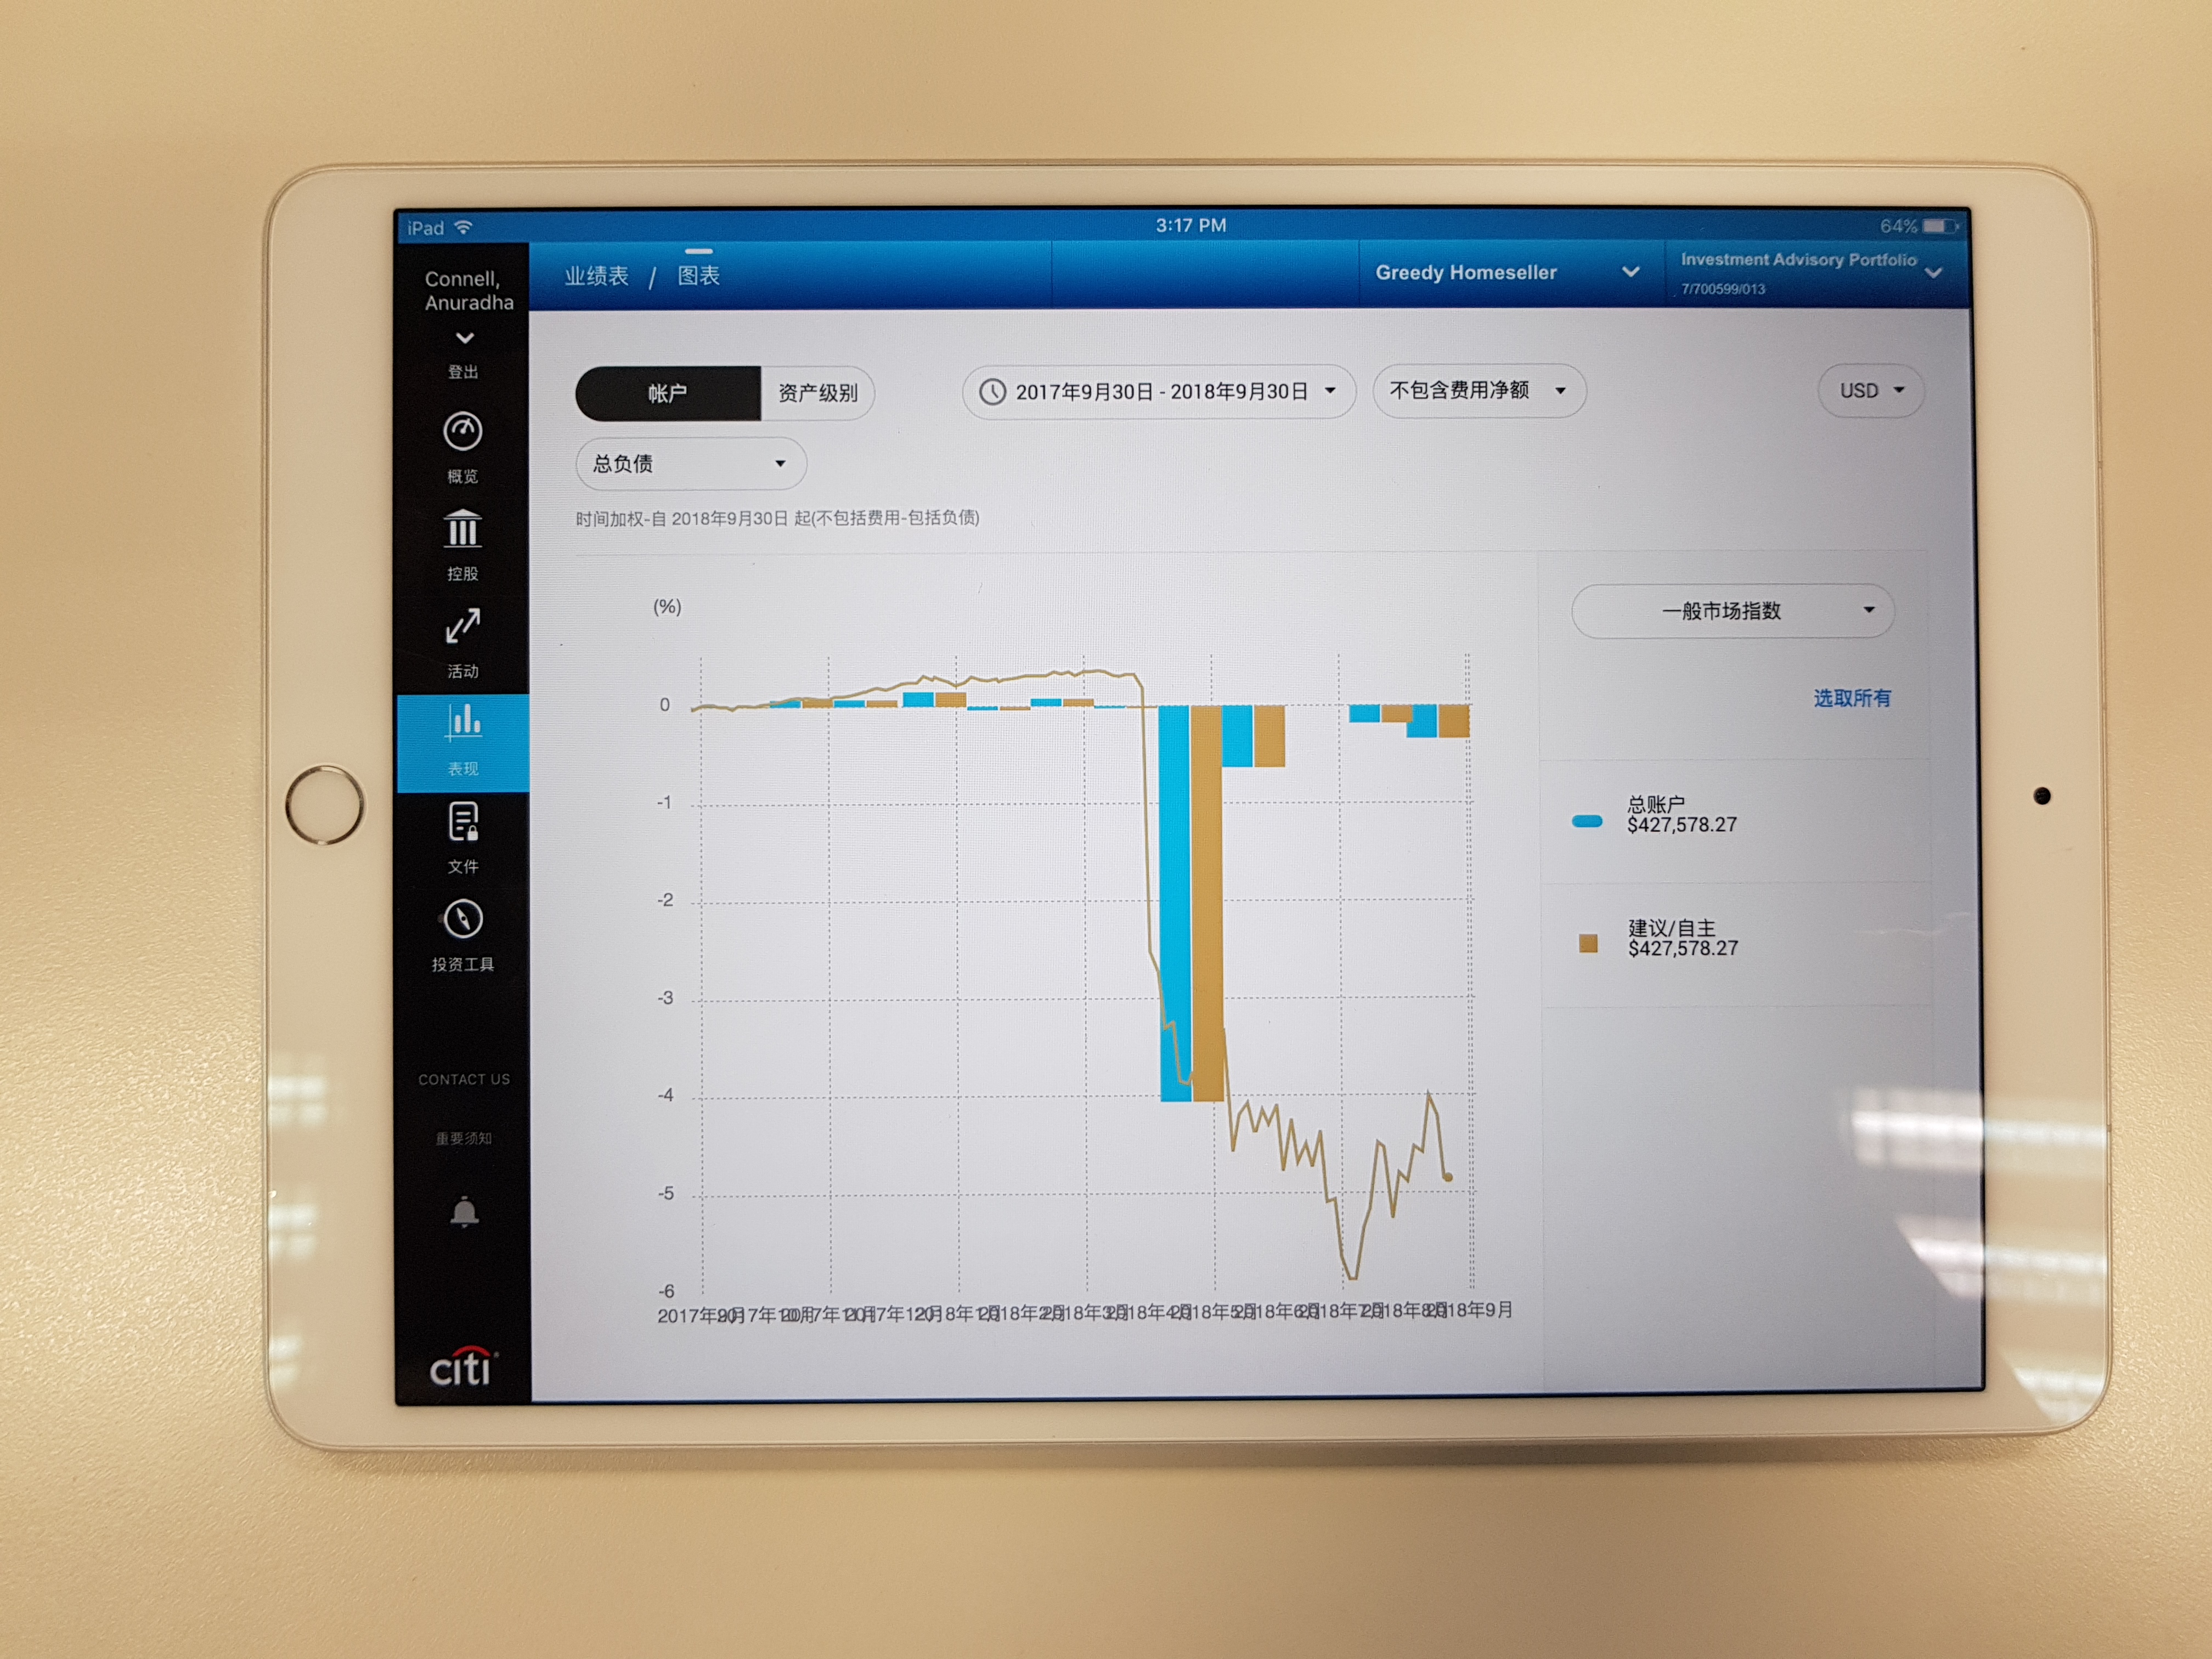 iPad
3:17 PM
64%
Connell,
Anuradha
登出
概览
控股
活动
表现
文件
投资工具
CONTACT US
重要须知
citi
业绩表 / 图表
Greedy Homeseller
Investment Advisory Portfolio
7/700599/013
帐户
资产级别
2017年9月30日 - 2018年9月30日
不包含费用净额
USD
总负债
时间加权-自 2018年9月30日 起(不包括费用-包括负债)
(%)
0
-1
-2
-3
-4
-5
-6
2017年9月
2017年10月
2017年12月
2018年1月
2018年2月
2018年3月
2018年4月
2018年5月
2018年6月
2018年7月
2018年8月
2018年9月
一般市场指数
选取所有
总账户
$427,578.27
建议/自主
$427,578.27